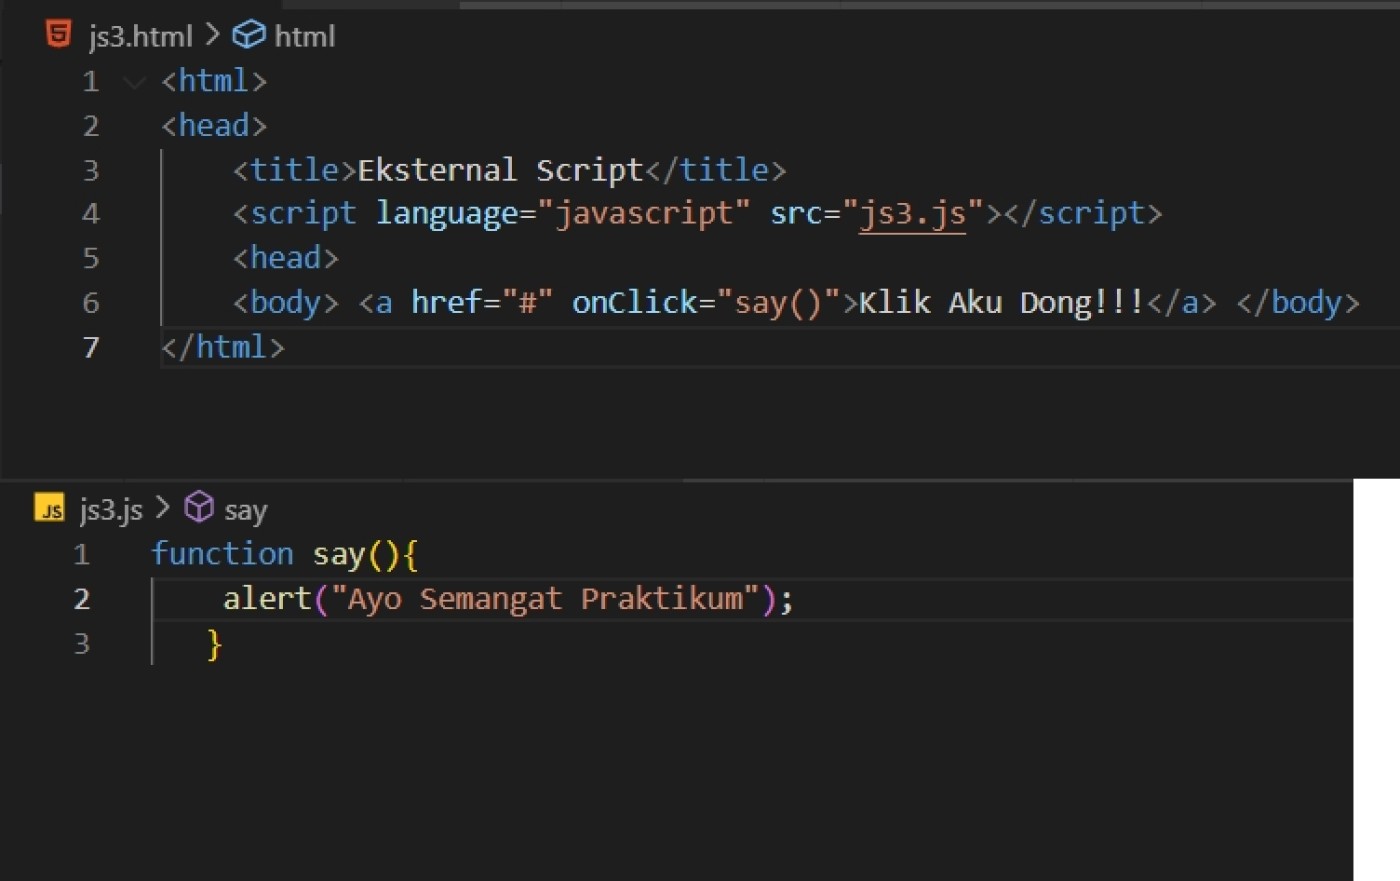 js3.html > html
1 <html>
2 <head>
3 <title>Eksternal Script</title>
4 <script language="javascript" src="js3.js"></script>
5 <head>
6 <body> <a href="#" onClick="say()">Klik Aku Dong!!!</a> </body>
7 </html>
JS js3.js > say
1 function say(){
2 alert("Ayo Semangat Praktikum");
3 }